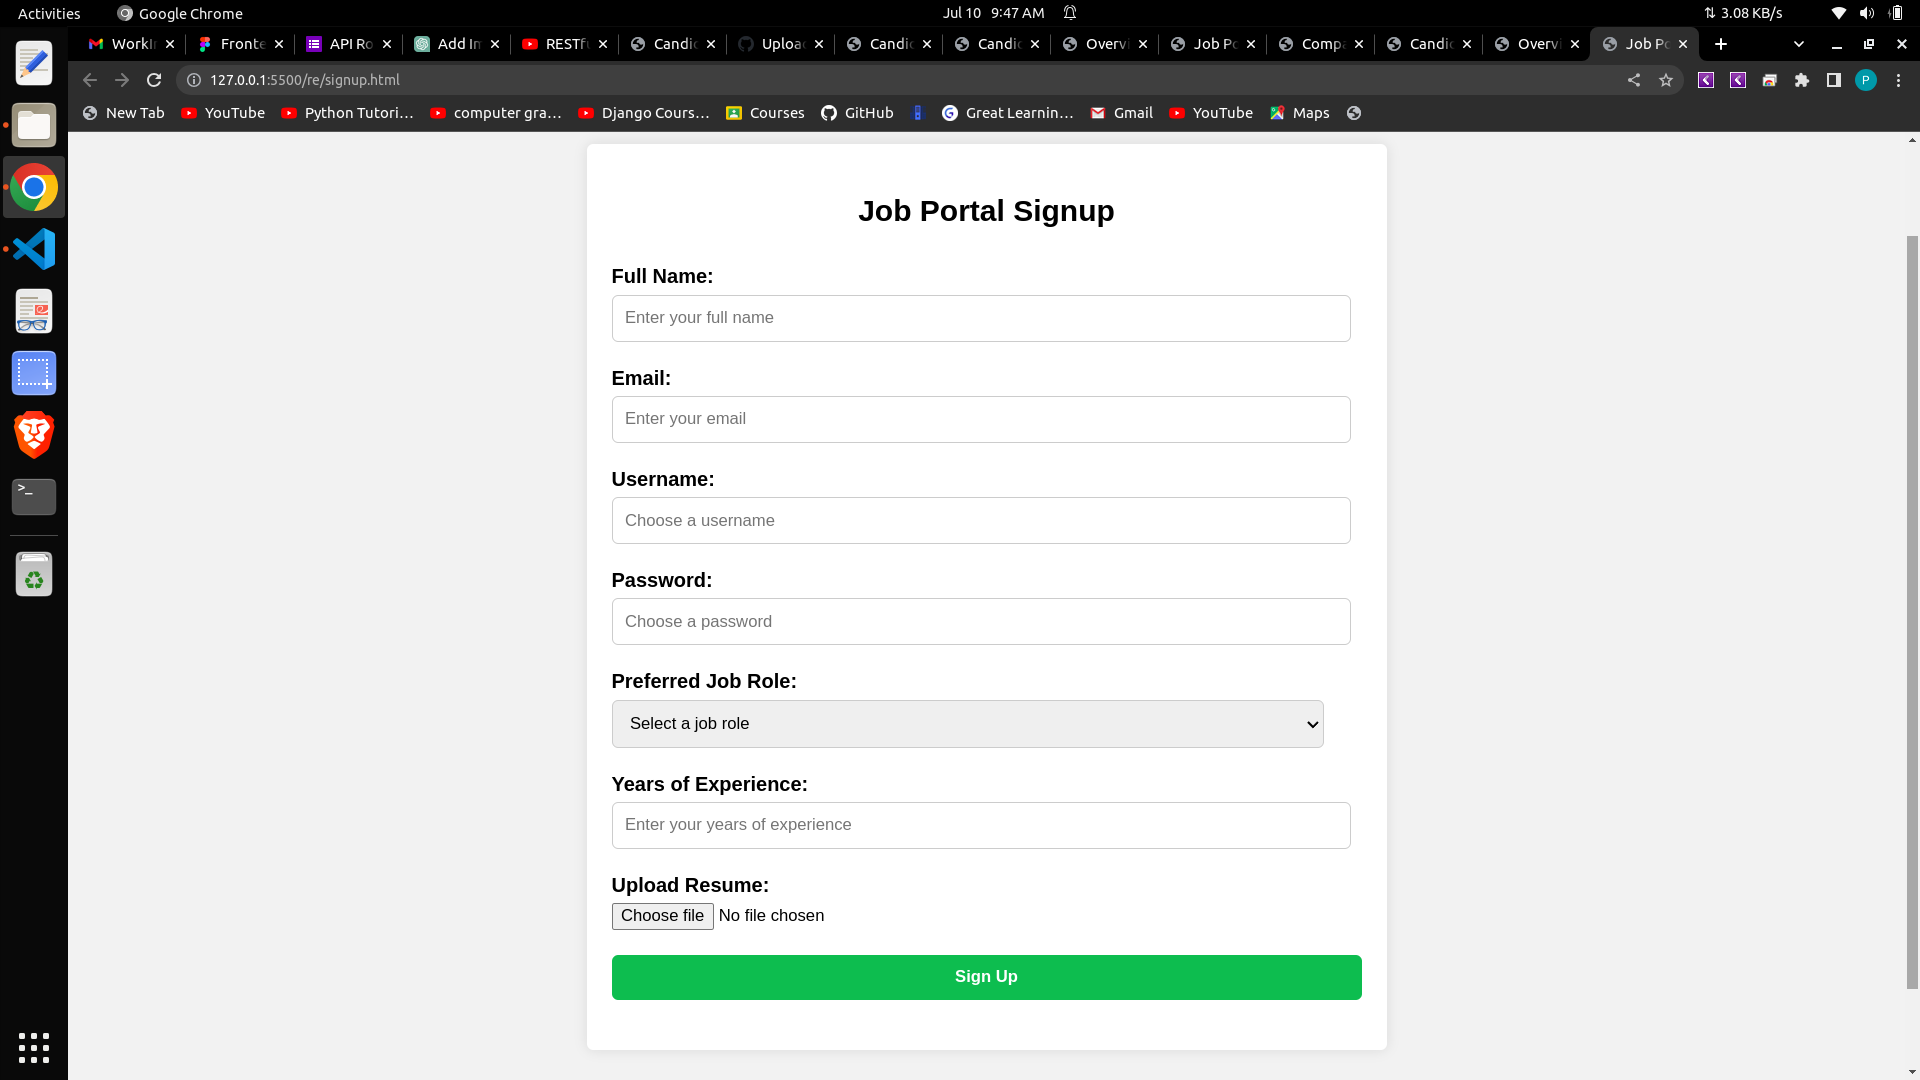 Activities Google Chrome Jul 10 9:47 AM 3.08 KB/s
Workin Fronte API Ro Add Im RESTfu Candic Uploa Candic Candic Overvi Job Po Compa Candic Overvi Job Po
127.0.0.1:5500/re/signup.html P
New Tab YouTube Python Tutori... computer gra... Django Cours... Courses GitHub Great Learnin... Gmail YouTube Maps
Job Portal Signup
Full Name:
Enter your full name
Email:
Enter your email
Username:
Choose a username
Password:
Choose a password
Preferred Job Role:
Select a job role
Years of Experience:
Enter your years of experience
Upload Resume:
Choose file No file chosen
Sign Up